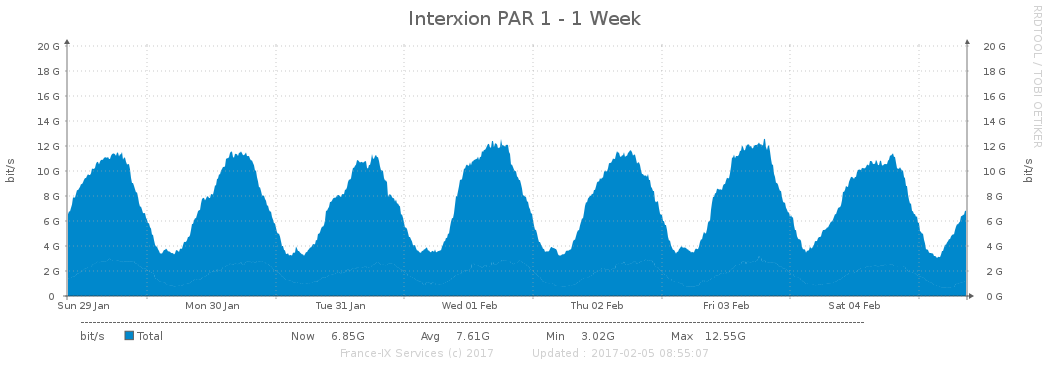 Interxion PAR 1 - 1 Week
RRDTOOL / TOBI OETIKER
bit/s
20 G 20 G
18 G 18 G
16 G 16 G
14 G 14 G
12 G 12 G
10 G 10 G
8 G 8 G
6 G 6 G
4 G 4 G
2 G 2 G
0 0 G
bit/s
Sun 29 Jan Mon 30 Jan Tue 31 Jan Wed 01 Feb Thu 02 Feb Fri 03 Feb Sat 04 Feb
bit/s Total Now 6.85G Avg 7.61G Min 3.02G Max 12.55G
France-IX Services (c) 2017 Updated : 2017-02-05 08:55:07